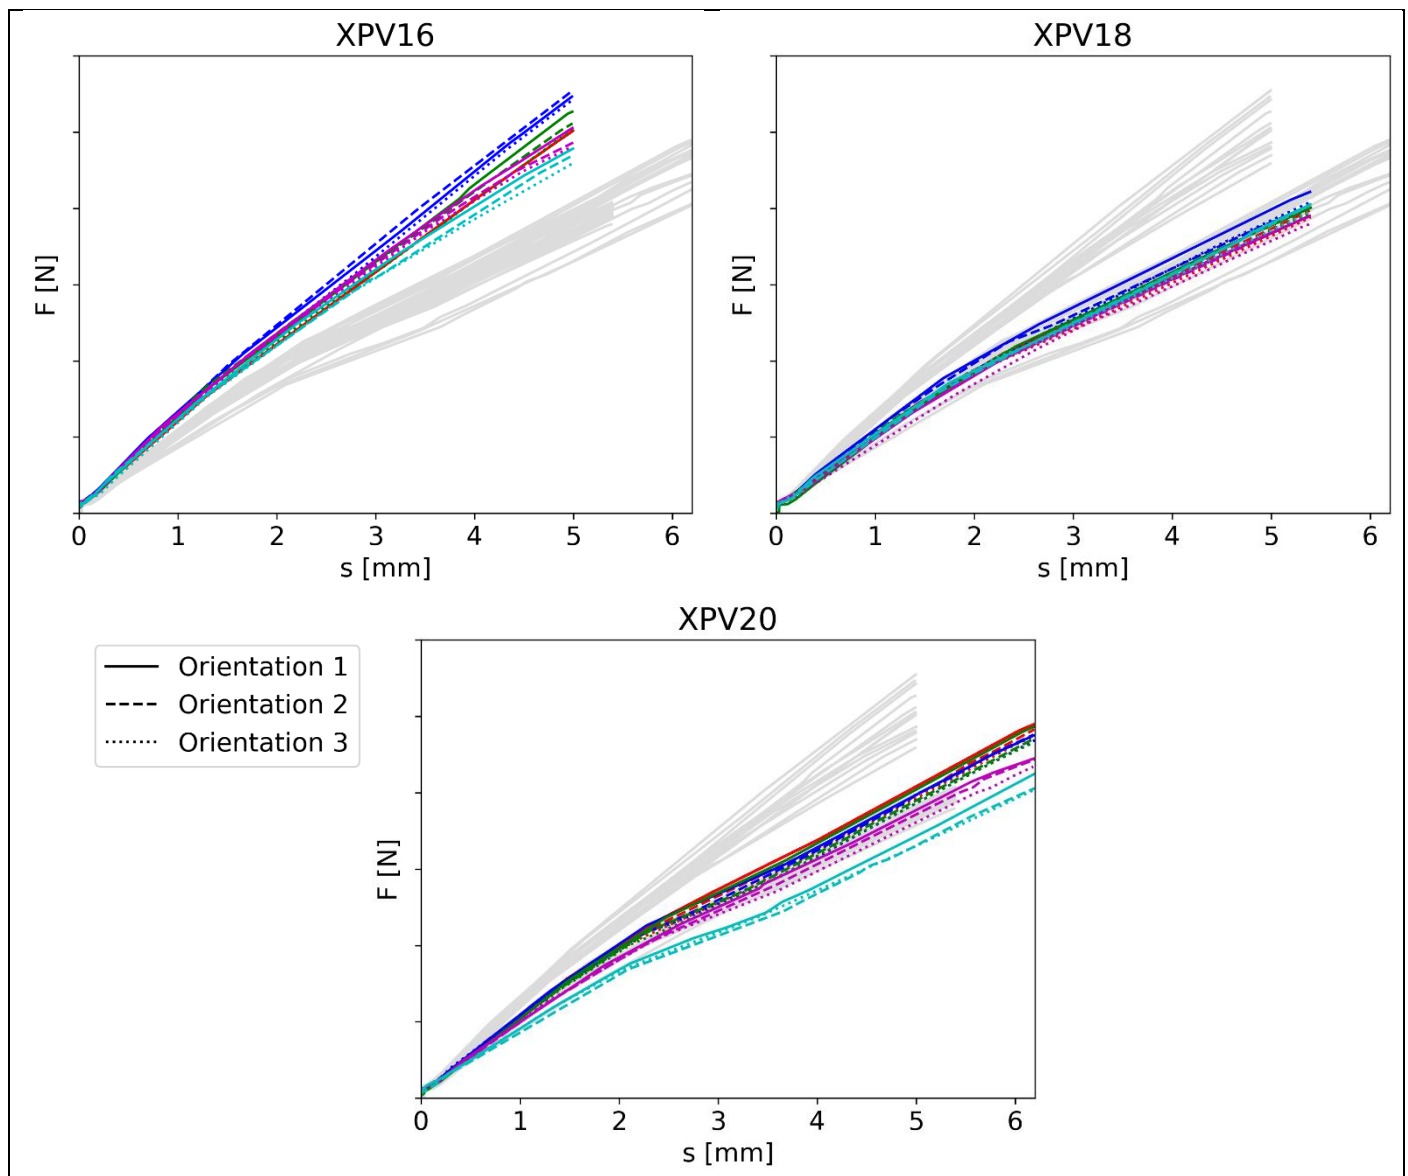 XPV16
F [N]
0 1 2 3 4 5 6
s [mm]
XPV18
F [N]
0 1 2 3 4 5 6
s [mm]
XPV20
Orientation 1
Orientation 2
Orientation 3
F [N]
0 1 2 3 4 5 6
s [mm]